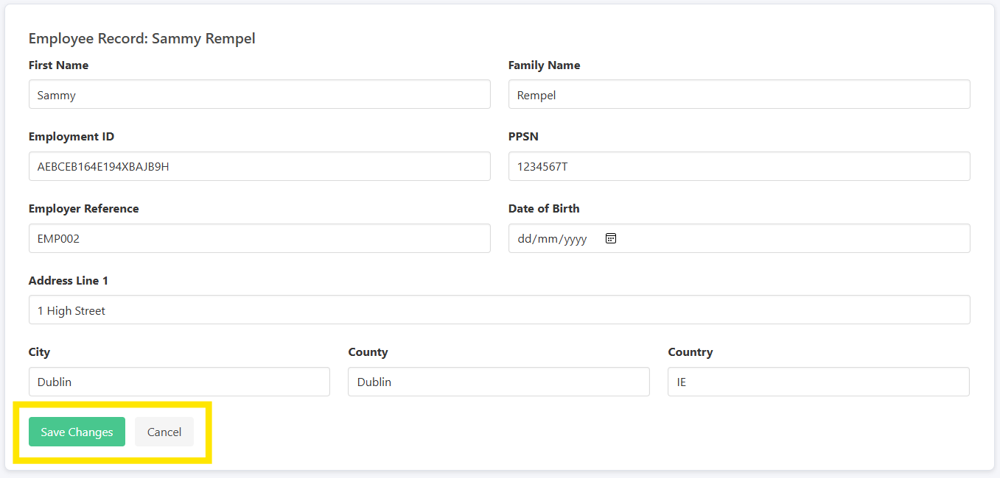 Employee Record: Sammy Rempel
First Name Family Name
Sammy Rempel
Employment ID PPSN
AEBCEB164E194XBAJB9H 1234567T
Employer Reference Date of Birth
EMP002 dd/mm/yyyy
Address Line 1
1 High Street
City County Country
Dublin Dublin IE
Save Changes Cancel